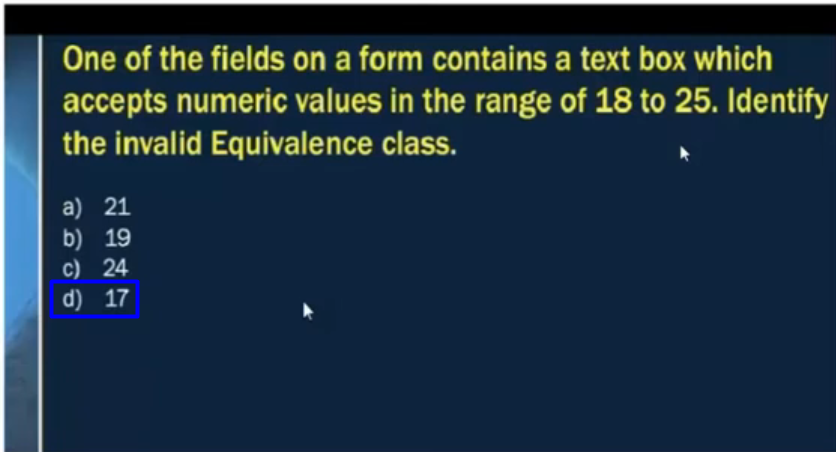 One of the fields on a form contains a text box which
accepts numeric values in the range of 18 to 25. Identify
the invalid Equivalence class.
a) 21
b) 19
c) 24
d) 17